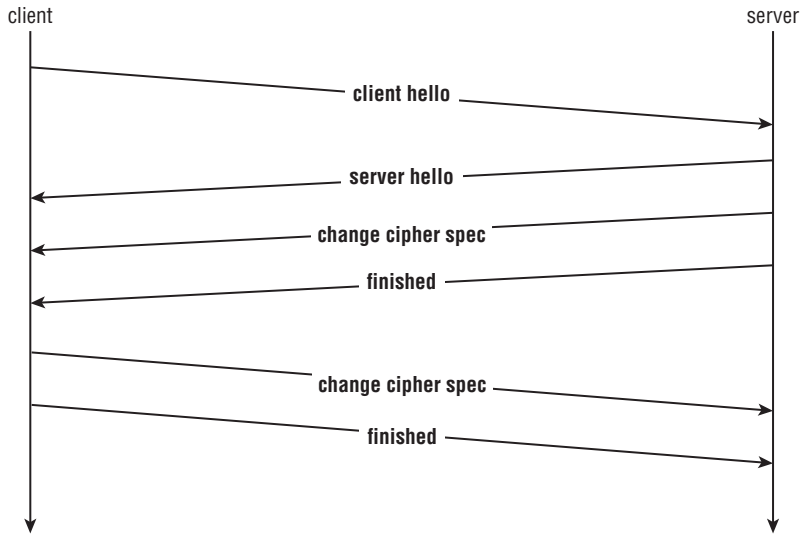 client
server
client hello
server hello
change cipher spec
finished
change cipher spec
finished